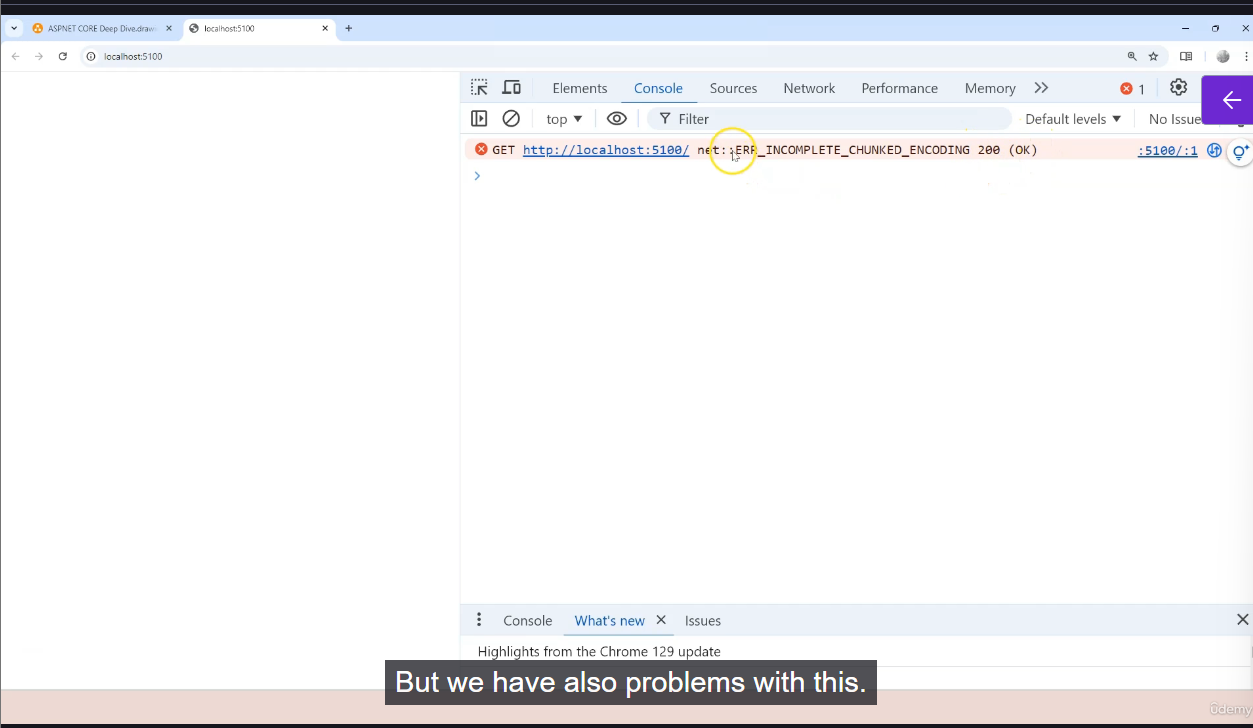 ASPNET CORE Deep Dive.draw
localhost:5100
localhost:5100
Elements Console Sources Network Performance Memory 1
top Filter Default levels No Issue
GET http://localhost:5100/ net::ERR_INCOMPLETE_CHUNKED_ENCODING 200 (OK) :5100/:1
Console What's new Issues
Highlights from the Chrome 129 update
But we have also problems with this.
Udemy